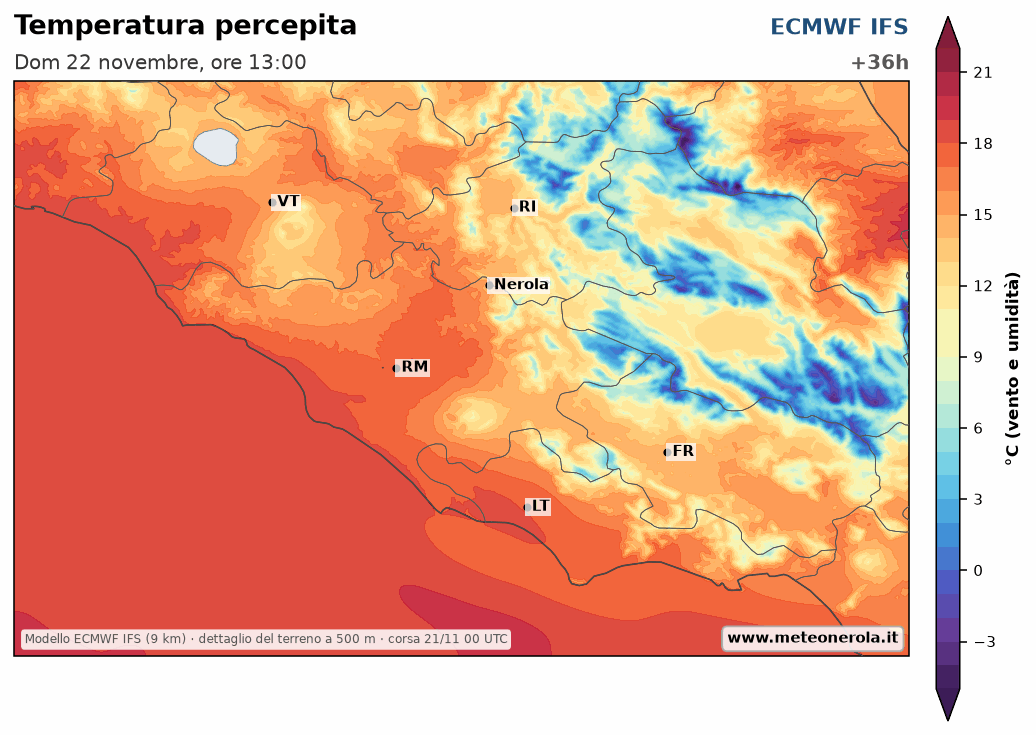 Temperatura percepita
ECMWF IFS
Dom 22 novembre, ore 13:00
+36h
VT
RI
Nerola
RM
FR
LT
Modello ECMWF IFS (9 km) · dettaglio del terreno a 500 m · corsa 21/11 00 UTC
www.meteonerola.it
21
18
15
12
9
6
3
0
−3
°C (vento e umidità)